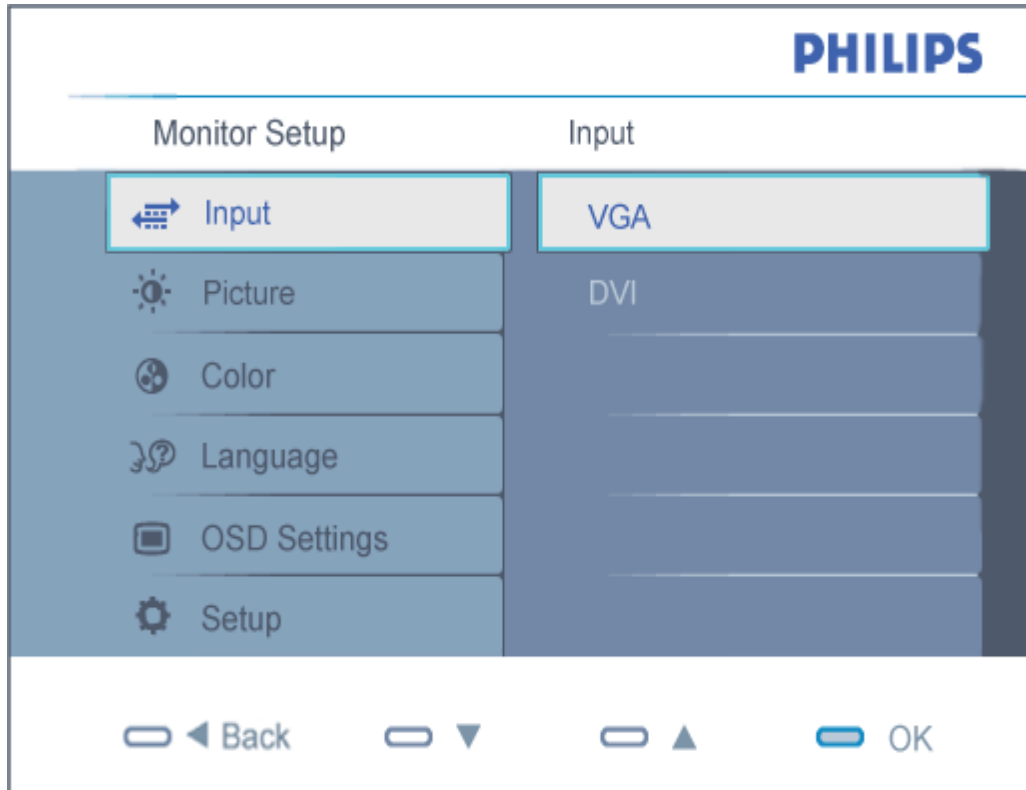 PHILIPS
Monitor Setup Input
Input VGA
Picture DVI
Color
Language
OSD Settings
Setup
Back OK